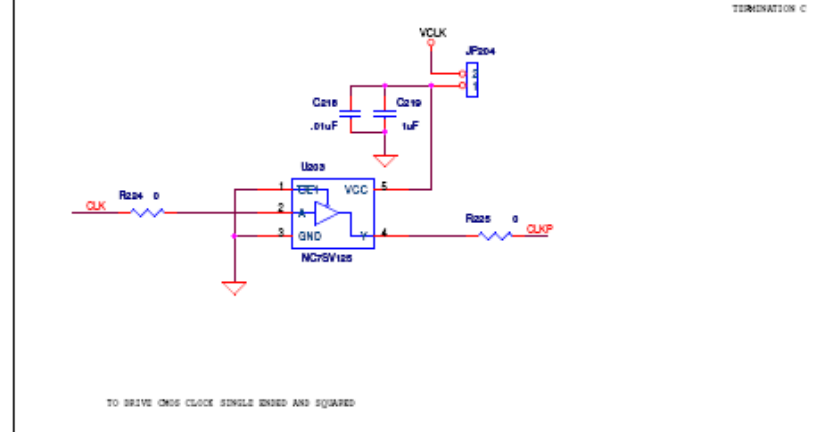 TERMINATION C
VCLK
JP204
2
1
C218
C219
.01uF
1uF
U203
1
OE1
VCC
5
R224 0
CLK
2
A
R225 0
3
GND
Y
4
CLKP
NC7SV125
TO DRIVE CMOS CLOCK SINGLE ENDED AND SQUARED